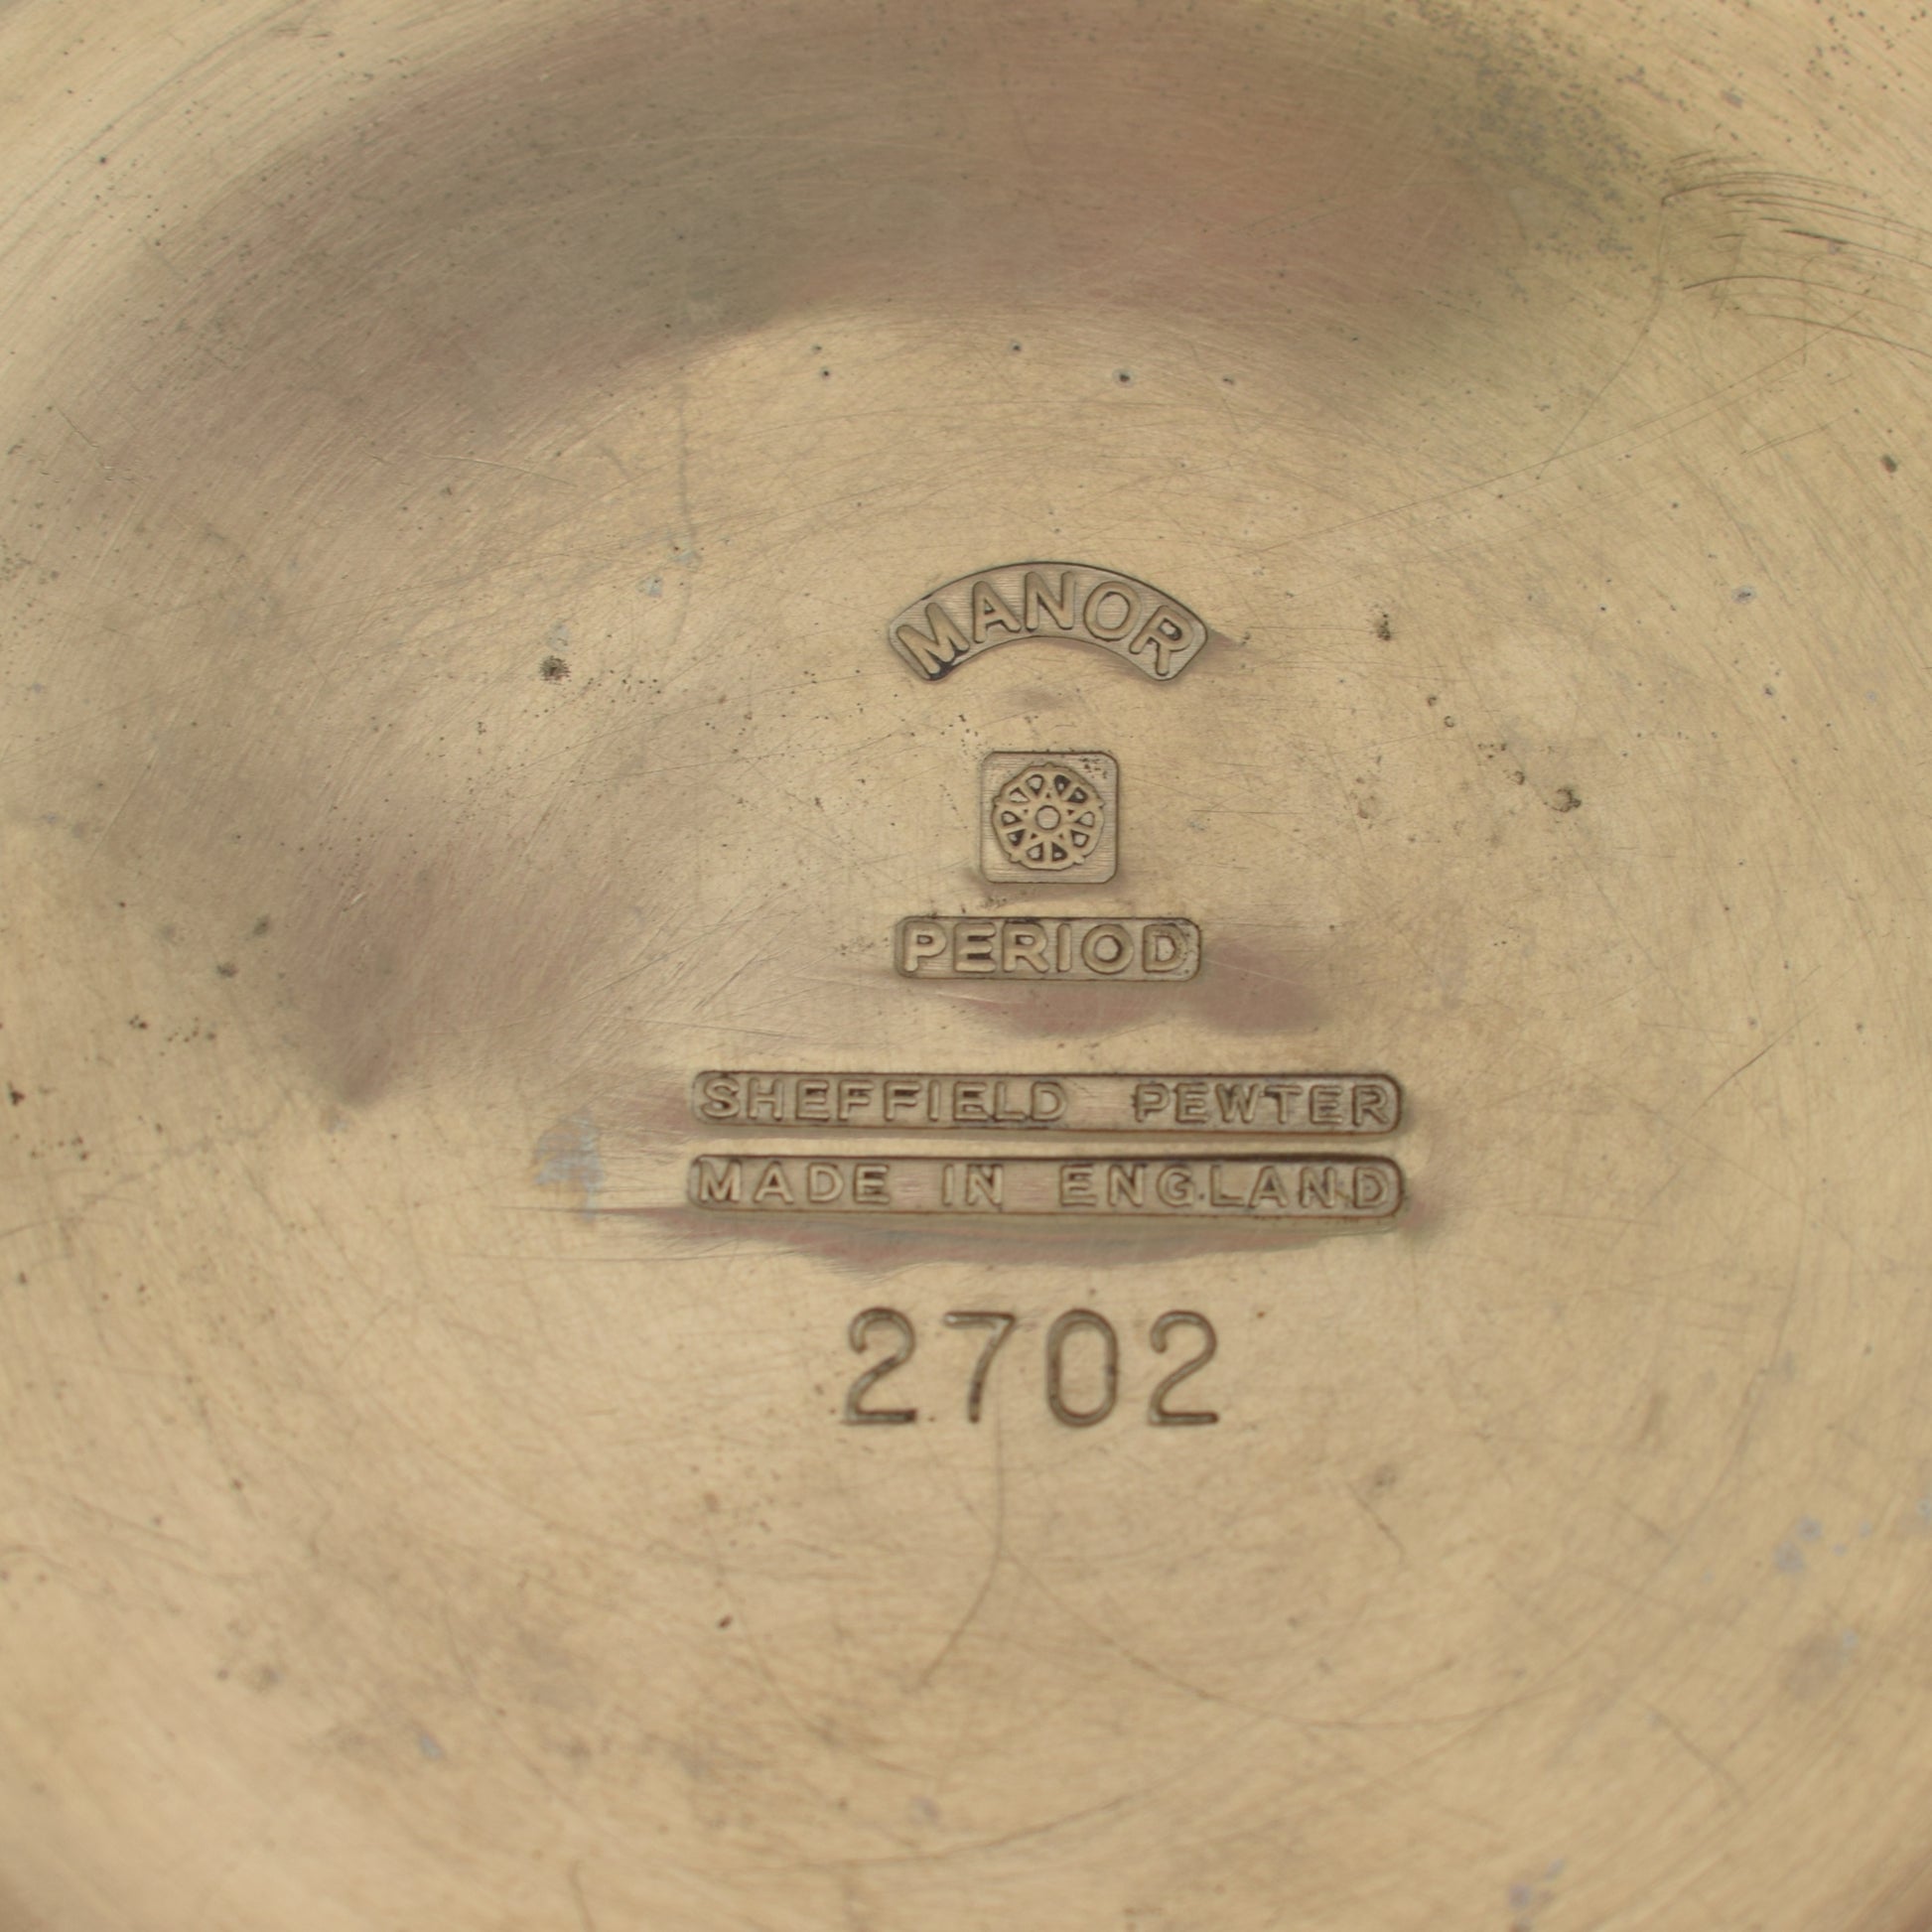 MANOR
PERIOD
SHEFFIELD PEWTER
MADE IN ENGLAND
2702